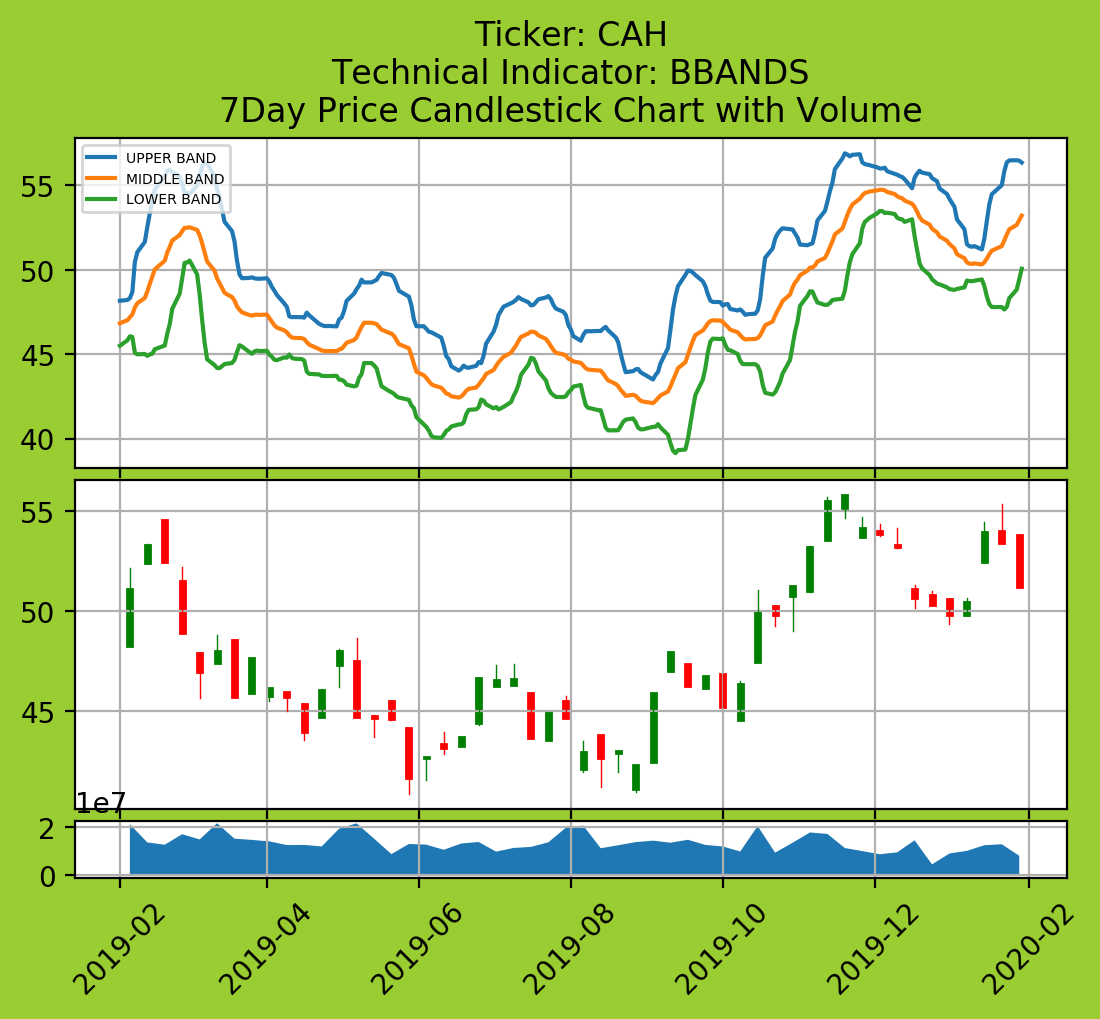 Ticker: CAH
Technical Indicator: BBANDS
7Day Price Candlestick Chart with Volume
UPPER BAND
MIDDLE BAND
LOWER BAND
55
50
45
40
55
50
45
1e7
2
0
2019-02
2019-04
2019-06
2019-08
2019-10
2019-12
2020-02